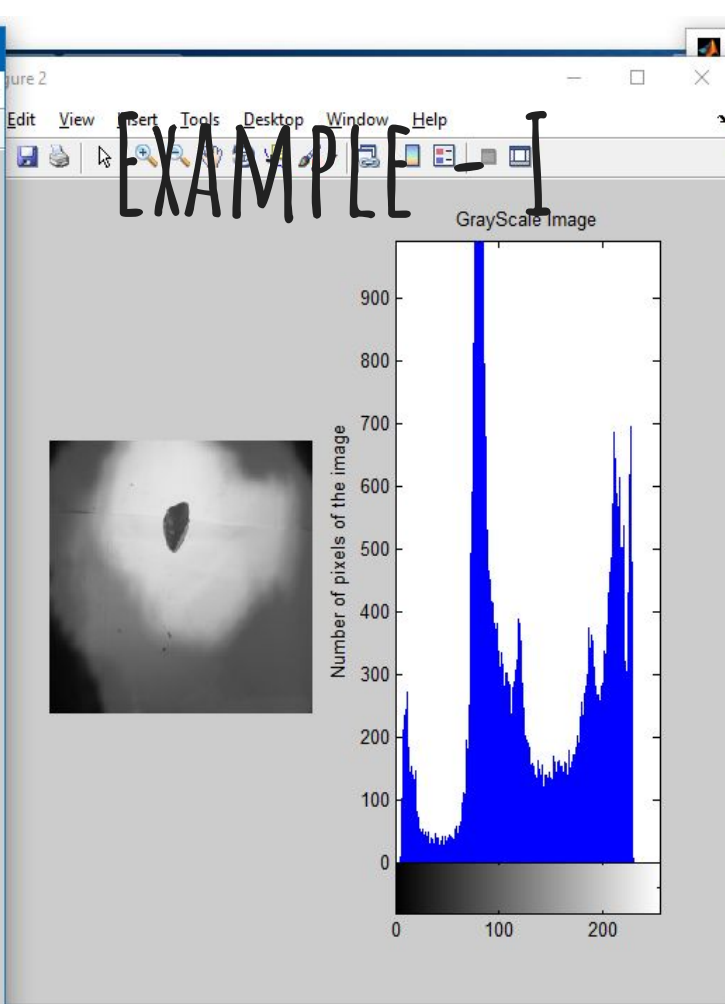 gure 2
Edit View Insert Tools Desktop Window Help
EXAMPLE - I
GrayScale Image
Number of pixels of the image
900
800
700
600
500
400
300
200
100
0
0 100 200